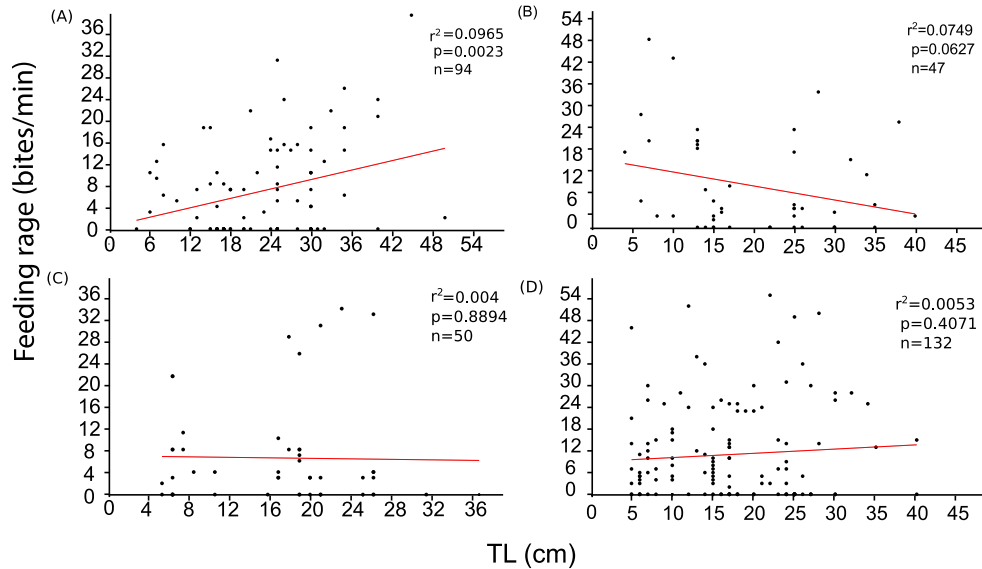 (A)
r²=0.0965
p=0.0023
n=94
40
36
32
28
24
20
16
12
8
4
0
0 6 12 18 24 30 36 42 48 54
(B)
r²=0.0749
p=0.0627
n=47
54
48
42
36
30
24
18
12
6
0
0 5 10 15 20 25 30 35 40 45
(C)
r²=0.004
p=0.8894
n=50
36
32
28
24
20
16
12
8
4
0
0 4 8 12 16 20 24 28 32 36
(D)
r²=0.0053
p=0.4071
n=132
54
48
42
36
30
24
18
12
6
0
0 5 10 15 20 25 30 35 40 45
Feeding rage (bites/min)
TL (cm)